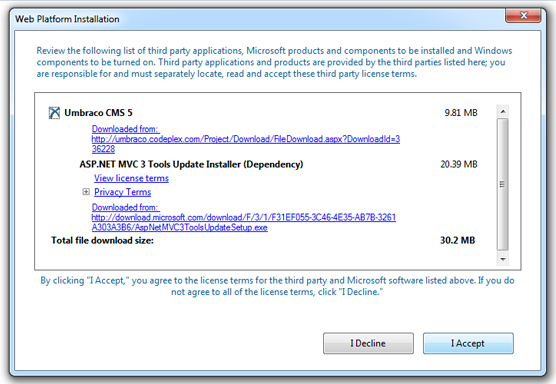 Web Platform Installation
Review the following list of third party applications, Microsoft products and components to be installed and Windows
components to be turned on. Third party applications and products are provided by the third parties listed here; you
are responsible for and must separately locate, read and accept these third party license terms.
Umbraco CMS 5 9.81 MB
Downloaded from:
http://umbraco.codeplex.com/Project/Download/FileDownload.aspx?DownloadId=3
36228
ASP.NET MVC 3 Tools Update Installer (Dependency) 20.39 MB
View license terms
Privacy Terms
Downloaded from:
http://download.microsoft.com/download/F/3/1/F31EF055-3C46-4E35-AB7B-3261
A303A3B6/AspNetMVC3ToolsUpdateSetup.exe
Total file download size: 30.2 MB
By clicking "I Accept," you agree to the license terms for the third party and Microsoft software listed above. If you do
not agree to all of the license terms, click "I Decline."
I Decline I Accept